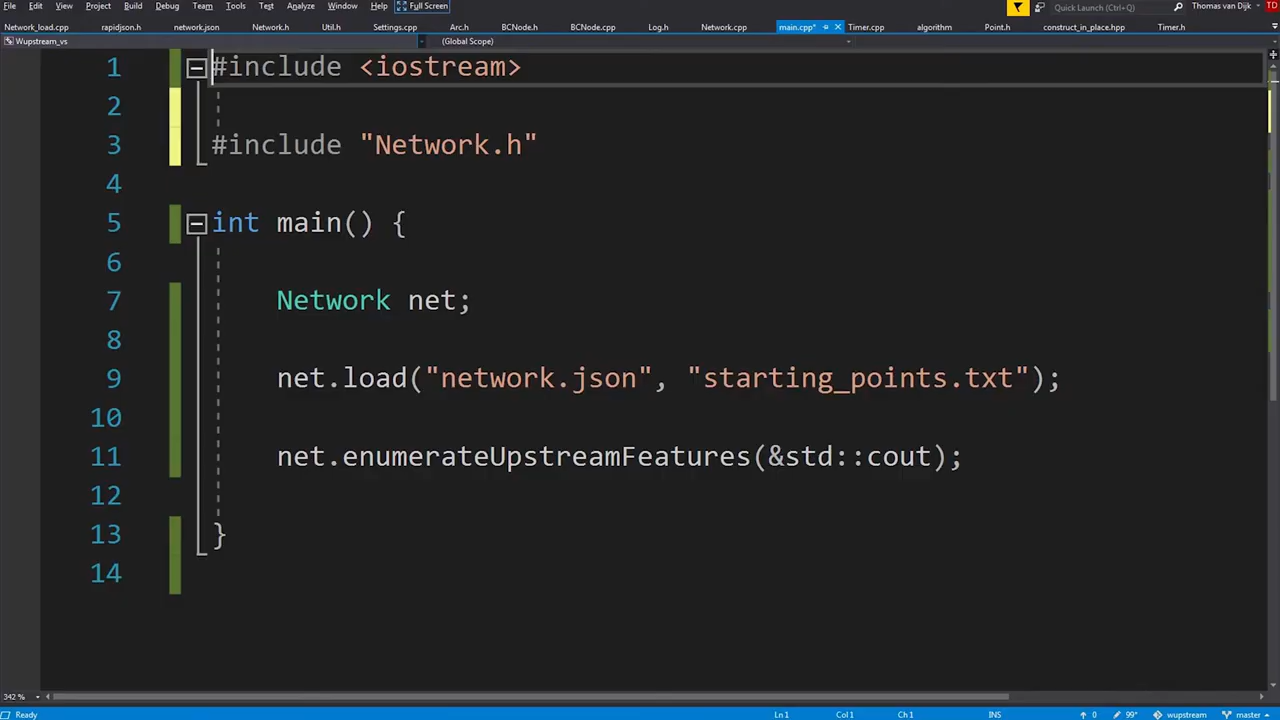 File Edit View Project Build Debug Team Tools Test Analyze Window Help Full Screen Quick Launch (Ctrl+Q) Thomas van Dijk TD
Network_load.cpp rapidjson.h network.json Network.h Util.h Settings.cpp Arc.h BCNode.h BCNode.cpp Log.h Network.cpp main.cpp* Timer.cpp algorithm Point.h construct_in_place.hpp Timer.h
Wupstream_vs (Global Scope)
1 #include <iostream>
2
3 #include "Network.h"
4
5 int main() {
6
7 Network net;
8
9 net.load("network.json", "starting_points.txt");
10
11 net.enumerateUpstreamFeatures(&std::cout);
12
13 }
14
342 %
Ready Ln 1 Col 1 Ch 1 INS 0 99* wupstream master